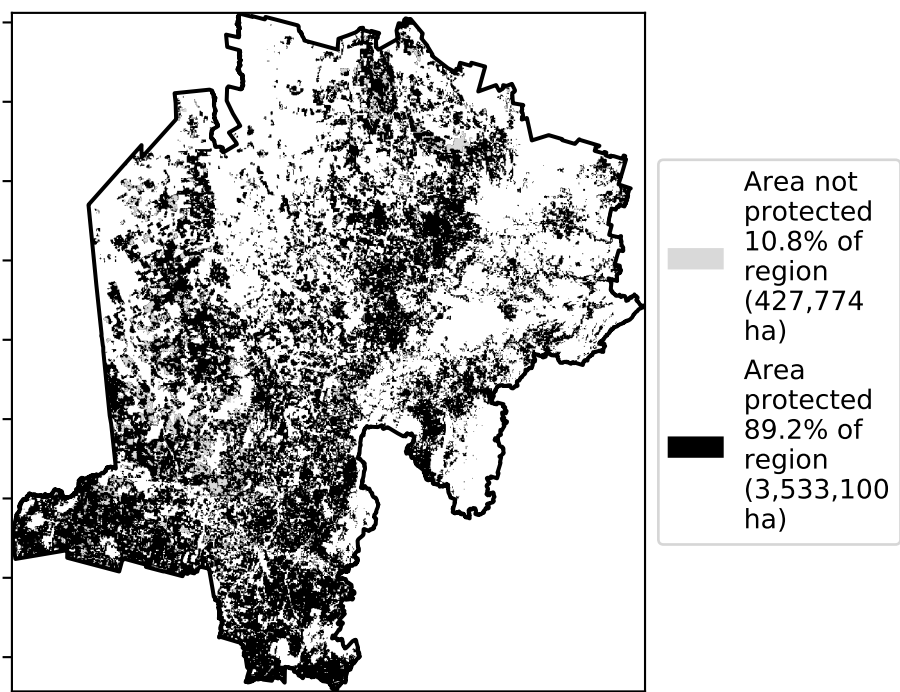 Area not
protected
10.8% of
region
(427,774
ha)
Area
protected
89.2% of
region
(3,533,100
ha)